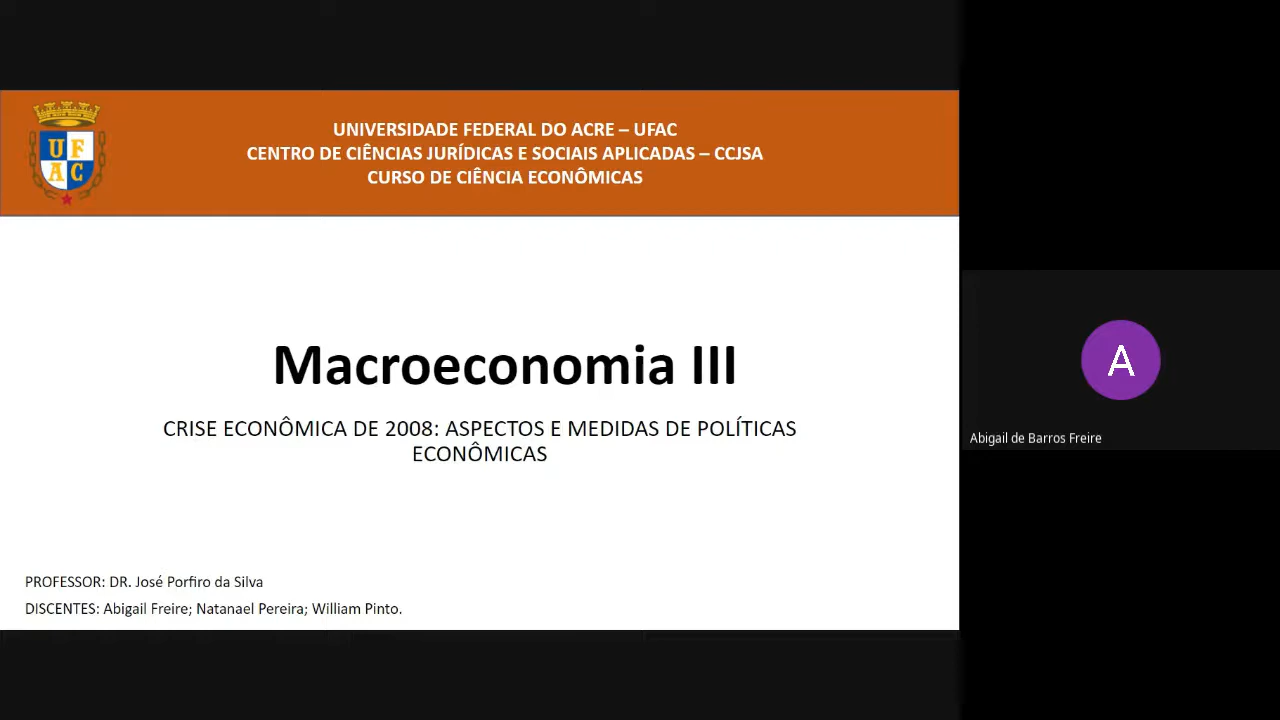 UNIVERSIDADE FEDERAL DO ACRE – UFAC
CENTRO DE CIÊNCIAS JURÍDICAS E SOCIAIS APLICADAS – CCJSA
CURSO DE CIÊNCIA ECONÔMICAS
U F
A C
Macroeconomia III
CRISE ECONÔMICA DE 2008: ASPECTOS E MEDIDAS DE POLÍTICAS
ECONÔMICAS
PROFESSOR: DR. José Porfiro da Silva
DISCENTES: Abigail Freire; Natanael Pereira; William Pinto.
A
Abigail de Barros Freire